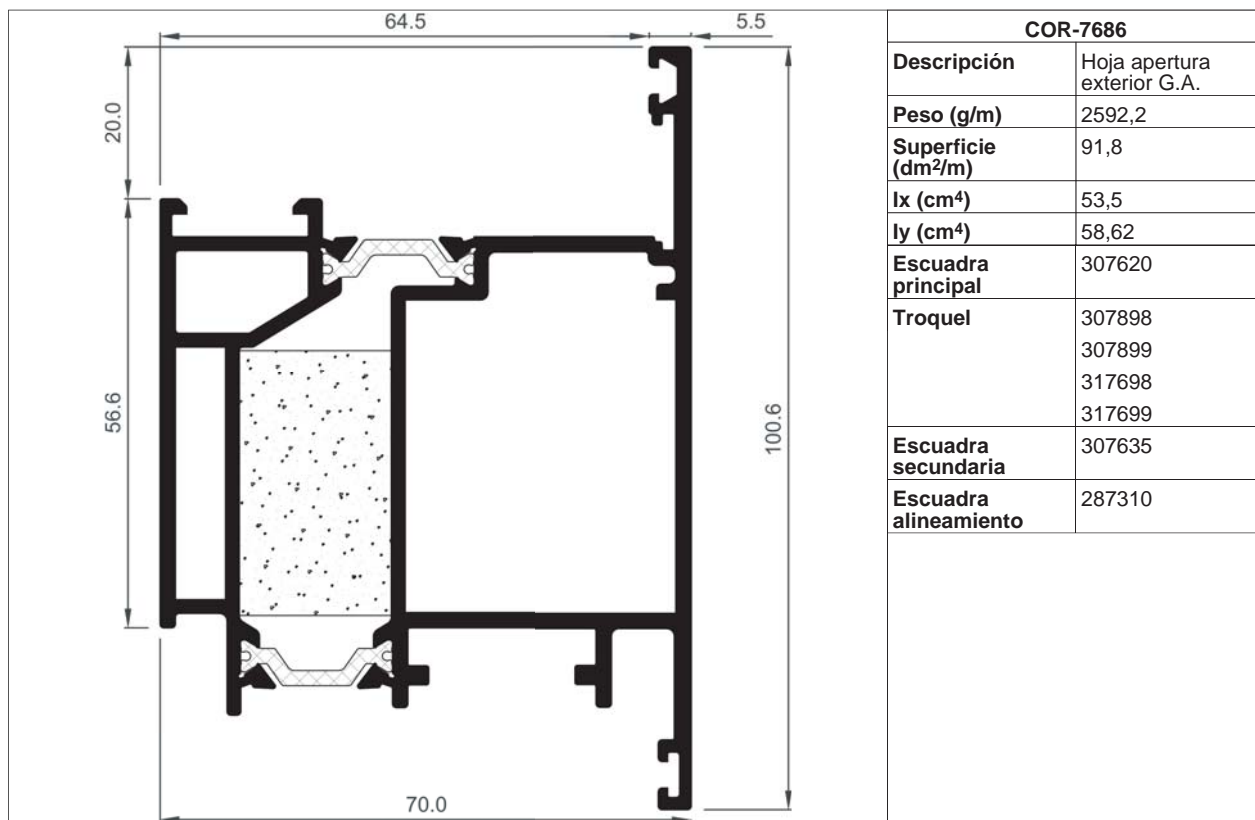 64.5
5.5
20.0
56.6
100.6
70.0
COR-7686
Descripción
Hoja apertura
exterior G.A.
Peso (g/m)
2592,2
Superficie
(dm2/m)
91,8
Ix (cm4)
53,5
Iy (cm4)
58,62
Escuadra
principal
307620
Troquel
307898
307899
317698
317699
Escuadra
secundaria
307635
Escuadra
alineamiento
287310